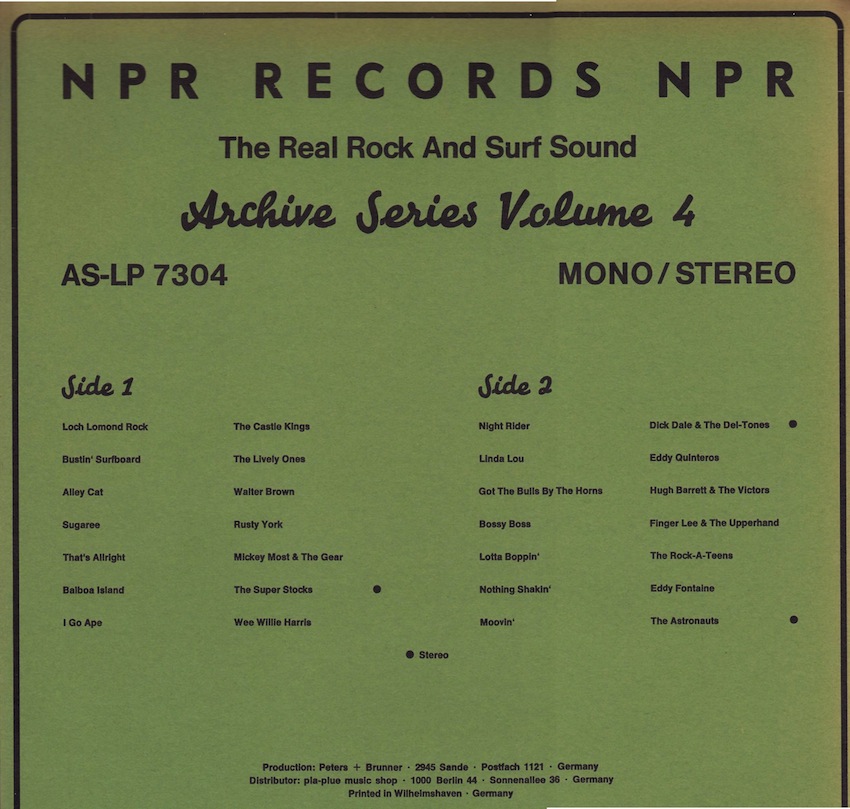 NPR RECORDS NPR
The Real Rock And Surf Sound
Archive Series Volume 4
AS-LP 7304 MONO / STEREO
Side 1
Loch Lomond Rock The Castle Kings
Bustin' Surfboard The Lively Ones
Alley Cat Walter Brown
Sugaree Rusty York
That's Allright Mickey Most & The Gear
Balboa Island The Super Stocks ●
I Go Ape Wee Willie Harris
Side 2
Night Rider Dick Dale & The Del-Tones ●
Linda Lou Eddy Quinteros
Got The Bulls By The Horns Hugh Barrett & The Victors
Bossy Boss Finger Lee & The Upperhand
Lotta Boppin' The Rock-A-Teens
Nothing Shakin' Eddy Fontaine
Moovin' The Astronauts ●
● Stereo
Production: Peters + Brunner · 2945 Sande · Postfach 1121 · Germany
Distributor: pla-plue music shop · 1000 Berlin 44 · Sonnenallee 36 · Germany
Printed in Wilhelmshaven · Germany